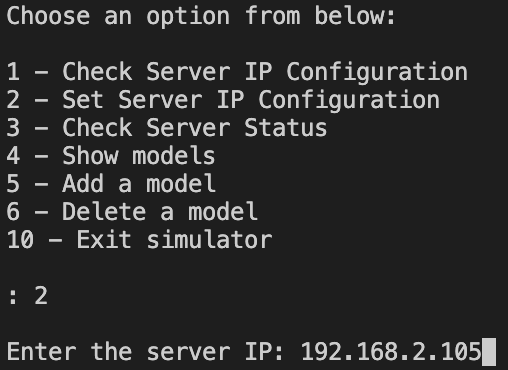 Choose an option from below:
1 – Check Server IP Configuration
2 – Set Server IP Configuration
3 – Check Server Status
4 – Show models
5 – Add a model
6 – Delete a model
10 – Exit simulator
: 2
Enter the server IP: 192.168.2.105